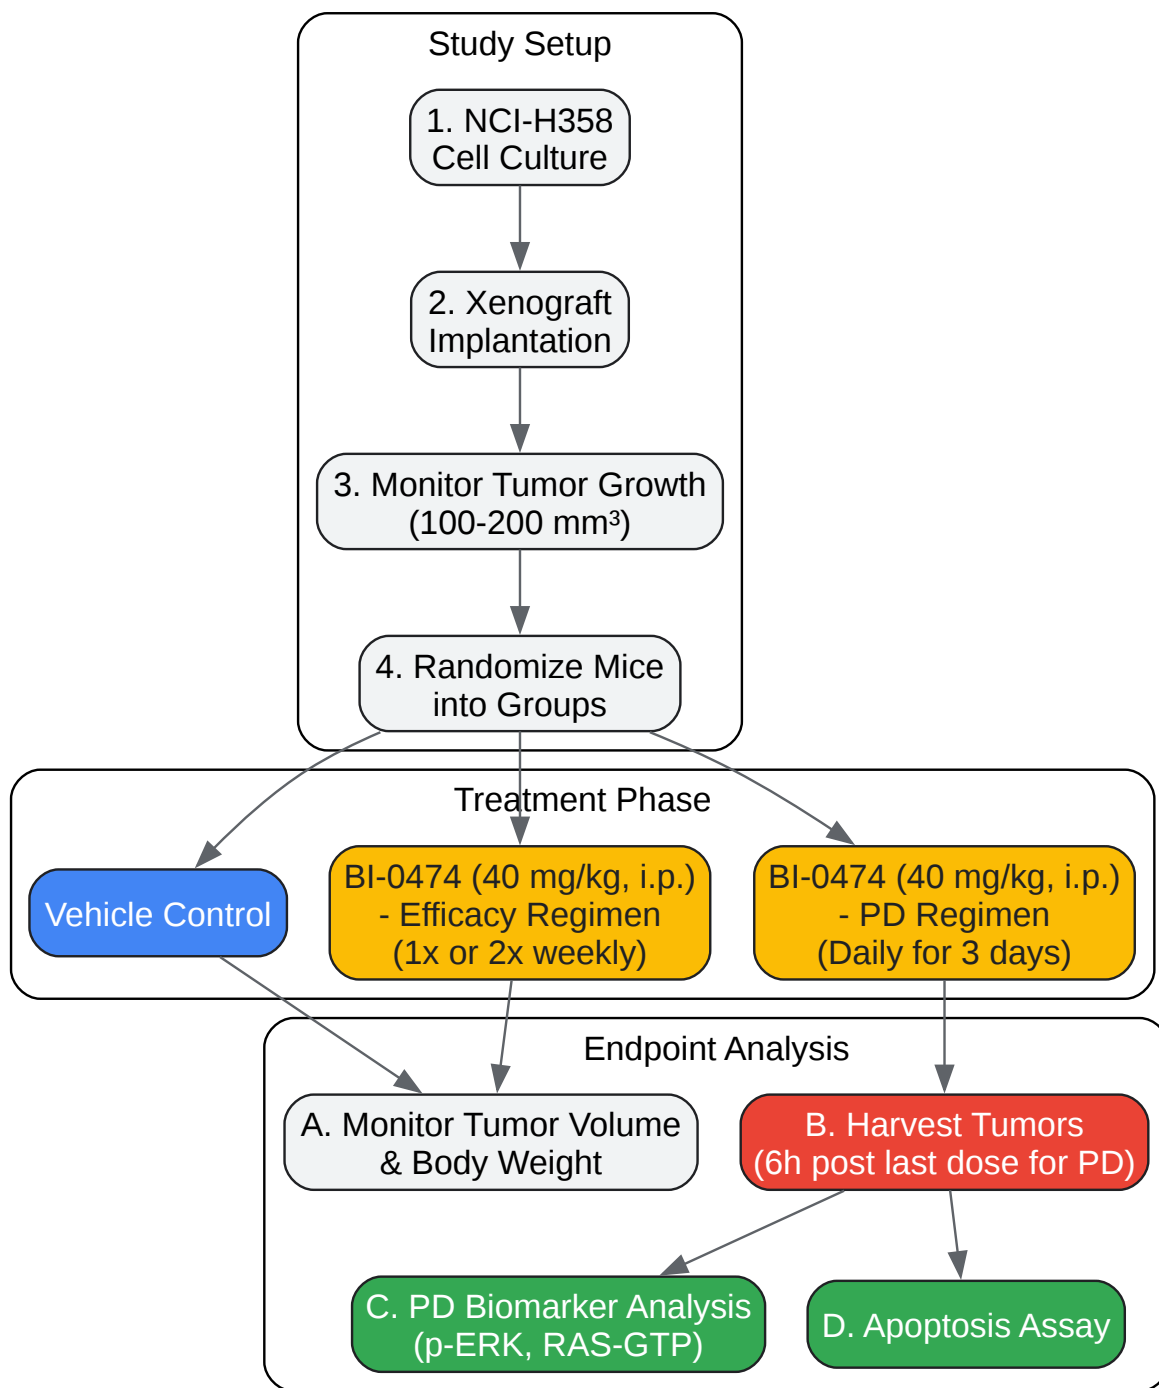 Study Setup
1. NCI-H358
Cell Culture
2. Xenograft
Implantation
3. Monitor Tumor Growth
(100-200 mm³)
4. Randomize Mice
into Groups
Treatment Phase
Vehicle Control
BI-0474 (40 mg/kg, i.p.)
- Efficacy Regimen
(1x or 2x weekly)
BI-0474 (40 mg/kg, i.p.)
- PD Regimen
(Daily for 3 days)
Endpoint Analysis
A. Monitor Tumor Volume
& Body Weight
B. Harvest Tumors
(6h post last dose for PD)
C. PD Biomarker Analysis
(p-ERK, RAS-GTP)
D. Apoptosis Assay